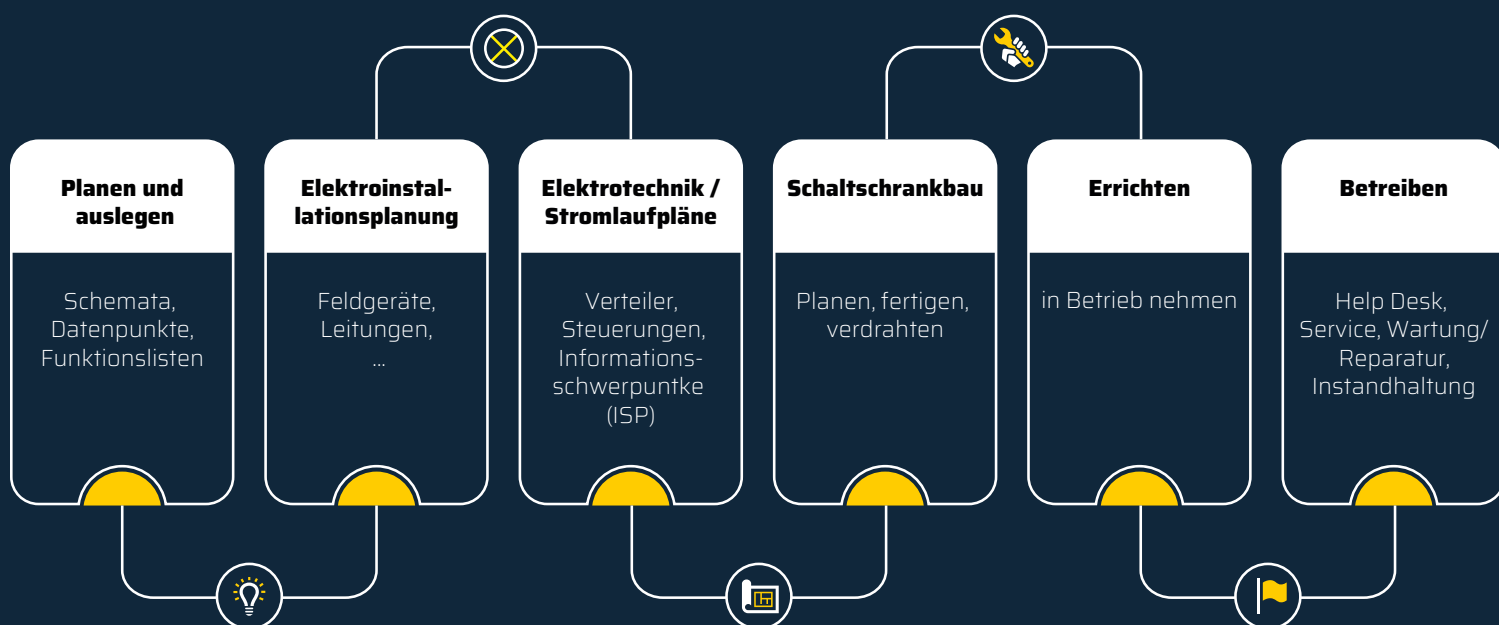 Planen und
auslegen
Schemata,
Datenpunkte,
Funktionslisten
Elektroinstal-
lationsplanung
Feldgeräte,
Leitungen,
...
Elektrotechnik /
Stromlaufpläne
Verteiler,
Steuerungen,
Informations-
schwerpuntke
(ISP)
Schaltschrankbau
Planen, fertigen,
verdrahten
Errichten
in Betrieb nehmen
Betreiben
Help Desk,
Service, Wartung/
Reparatur,
Instandhaltung